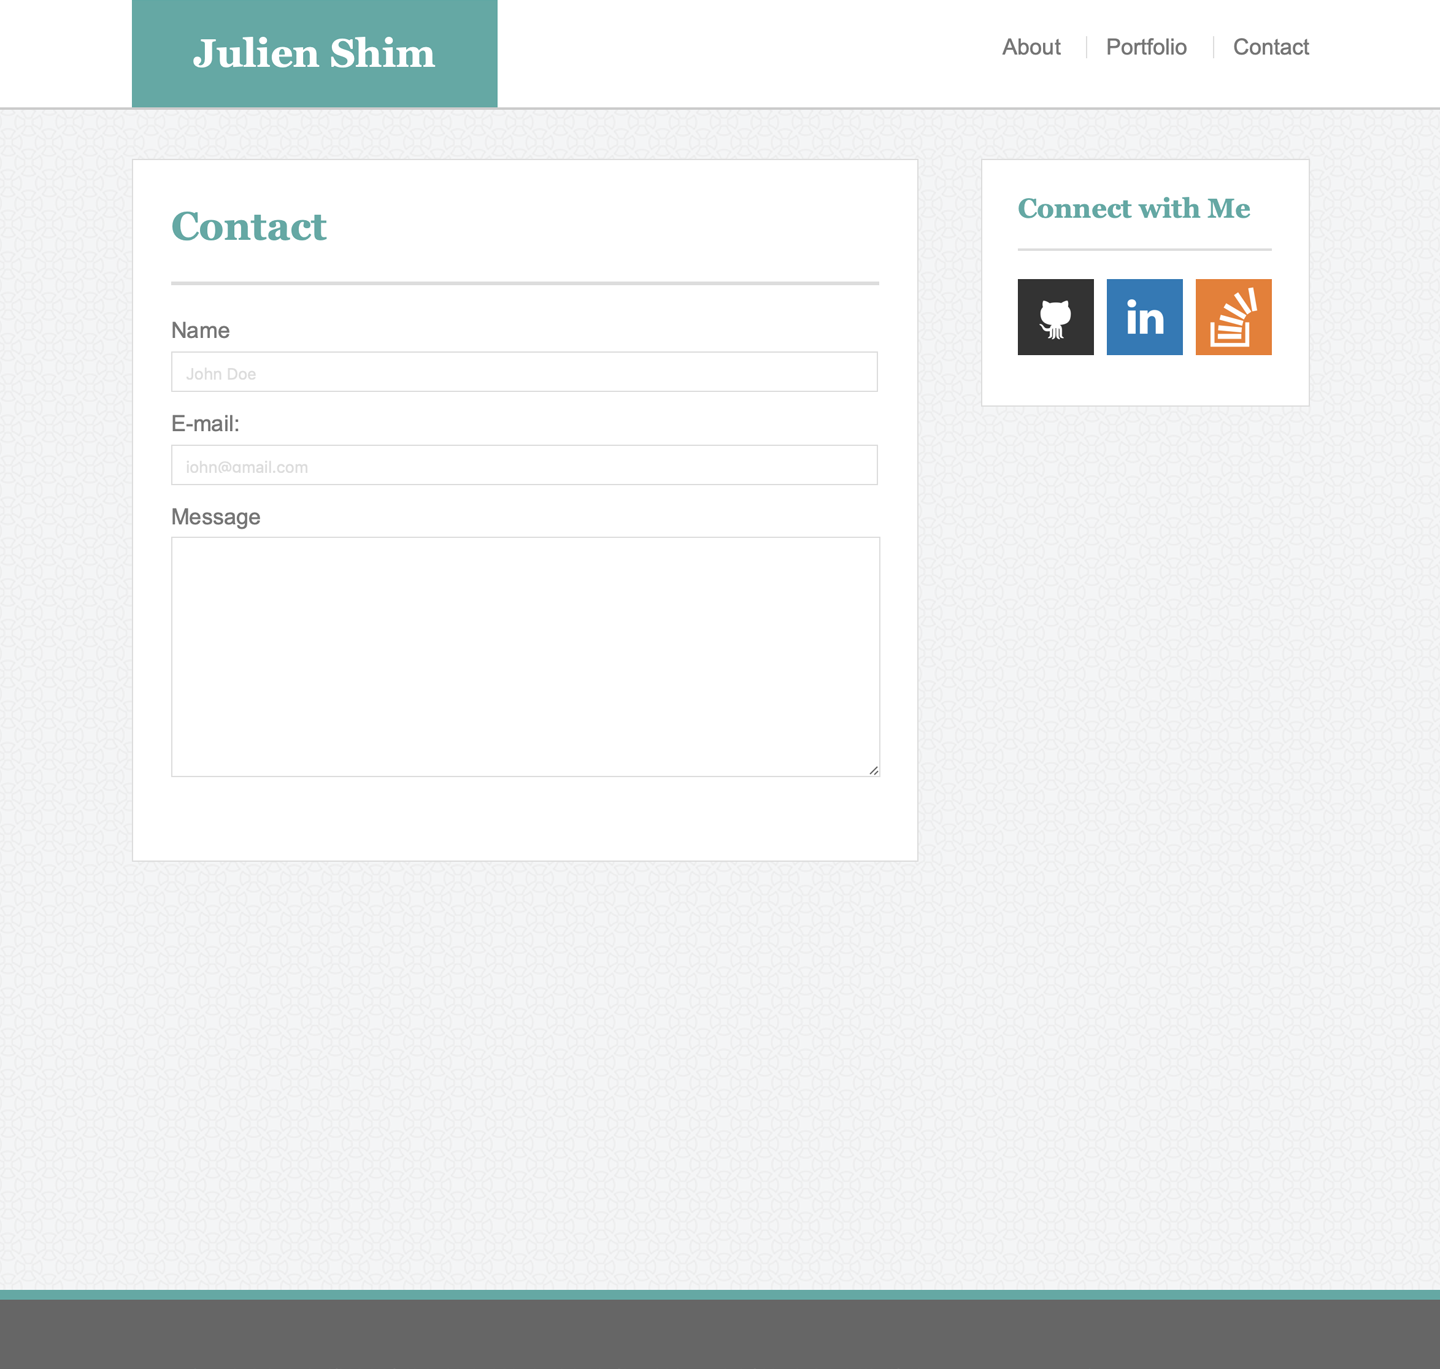 Julien Shim
About
Portfolio
Contact
Contact
Name
John Doe
E-mail:
john@gmail.com
Message
Connect with Me
in